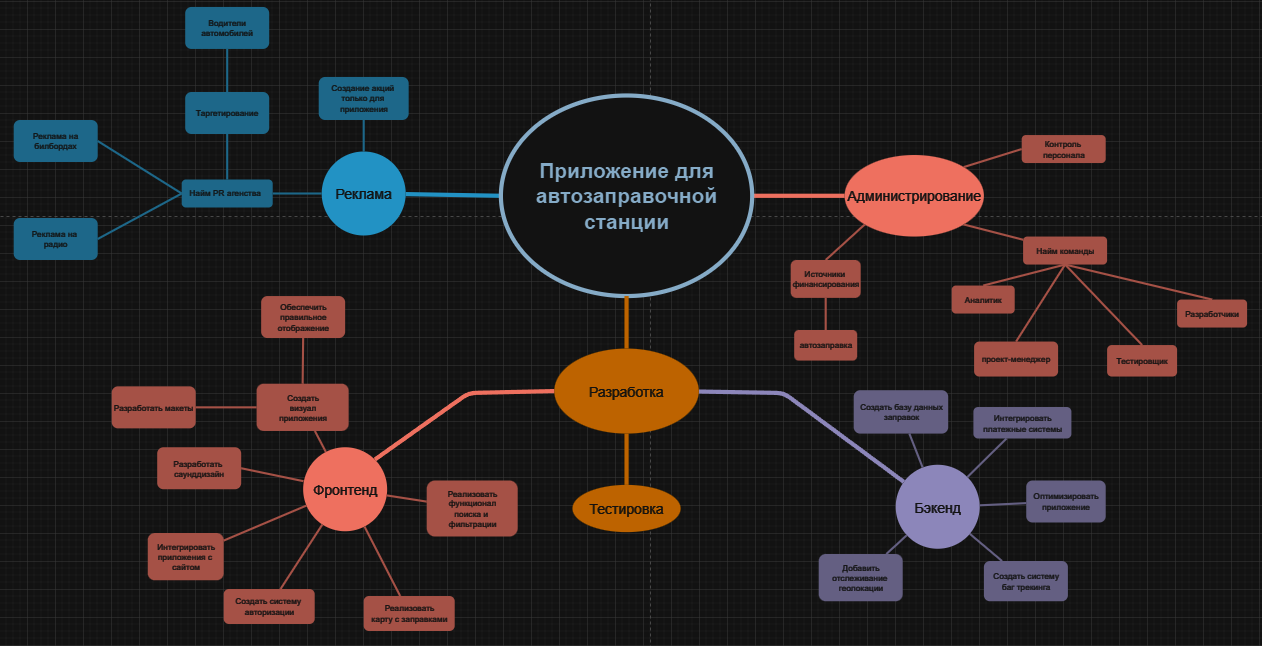 Приложение для
автозаправочной
станции
Реклама
Создание акций
только для
приложения
Найм PR агенства
Таргетирование
Водители
автомобилей
Реклама на
билбордах
Реклама на
радио
Администрирование
Контроль
персонала
Найм команды
Аналитик
проект-менеджер
Тестировщик
Разработчики
Источники
финансирования
автозаправка
Разработка
Тестировка
Фронтенд
Создать
визуал
приложения
Обеспечить
правильное
отображение
Разработать макеты
Разработать
саунддизайн
Интегрировать
приложения с
сайтом
Создать систему
авторизации
Реализовать
карту с заправками
Реализовать
функционал
поиска и
фильтрации
Бэкенд
Создать базу данных
заправок
Интегрировать
платежные системы
Оптимизировать
приложение
Создать систему
баг трекинга
Добавить
отслеживание
геолокации